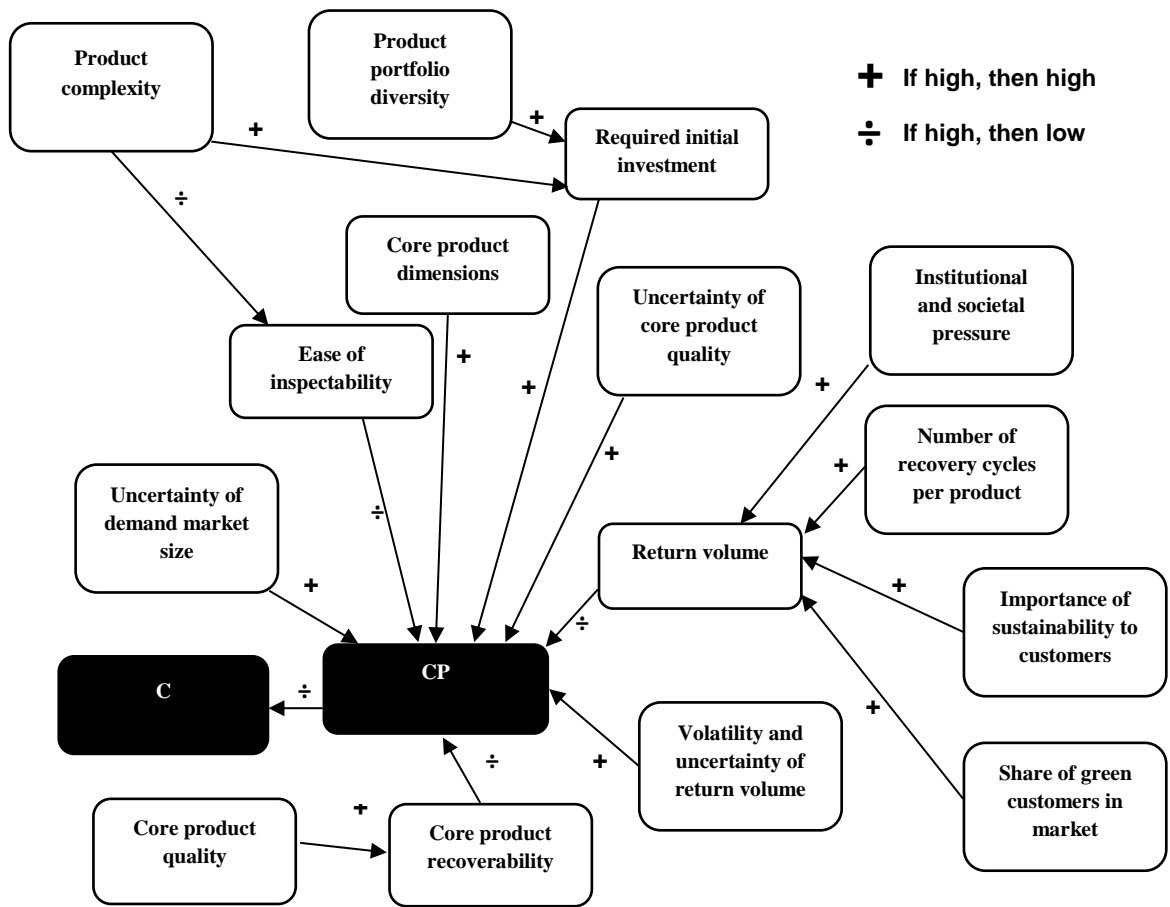 Product
complexity
Product
portfolio
diversity
+ If high, then high
÷ If high, then low
+
+
Required initial
investment
÷
Core product
dimensions
Uncertainty of
core product
quality
Institutional
and societal
pressure
Ease of
inspectability
+
+
+
+
Number of
recovery cycles
per product
+
Uncertainty of
demand market
size
÷
Return volume
+
+
Importance of
sustainability to
customers
÷
CP
C
÷
+
Volatility and
uncertainty of
return volume
+
÷
Share of green
customers in
market
+
Core product
quality
Core product
recoverability